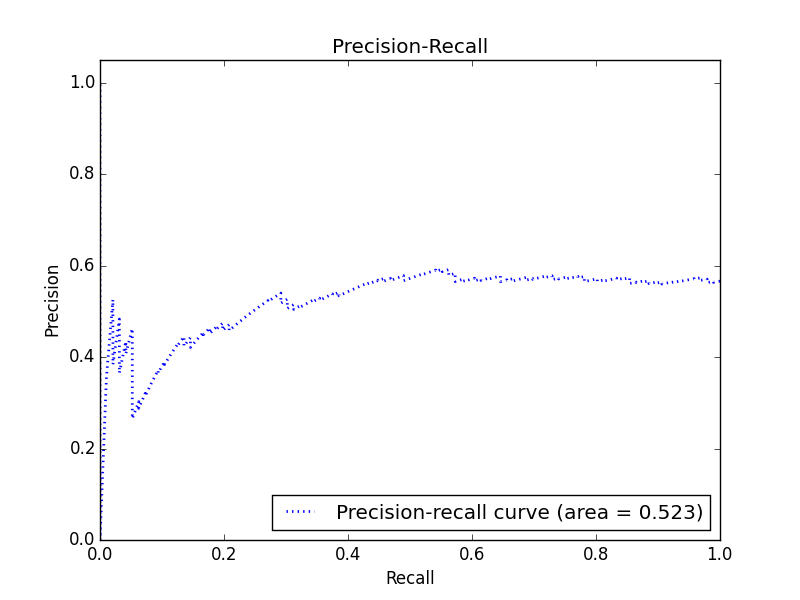 Precision-Recall
1.0
0.8
0.6
0.4
0.2
0.0
Precision
Precision-recall curve (area = 0.523)
0.0 0.2 0.4 0.6 0.8 1.0
Recall